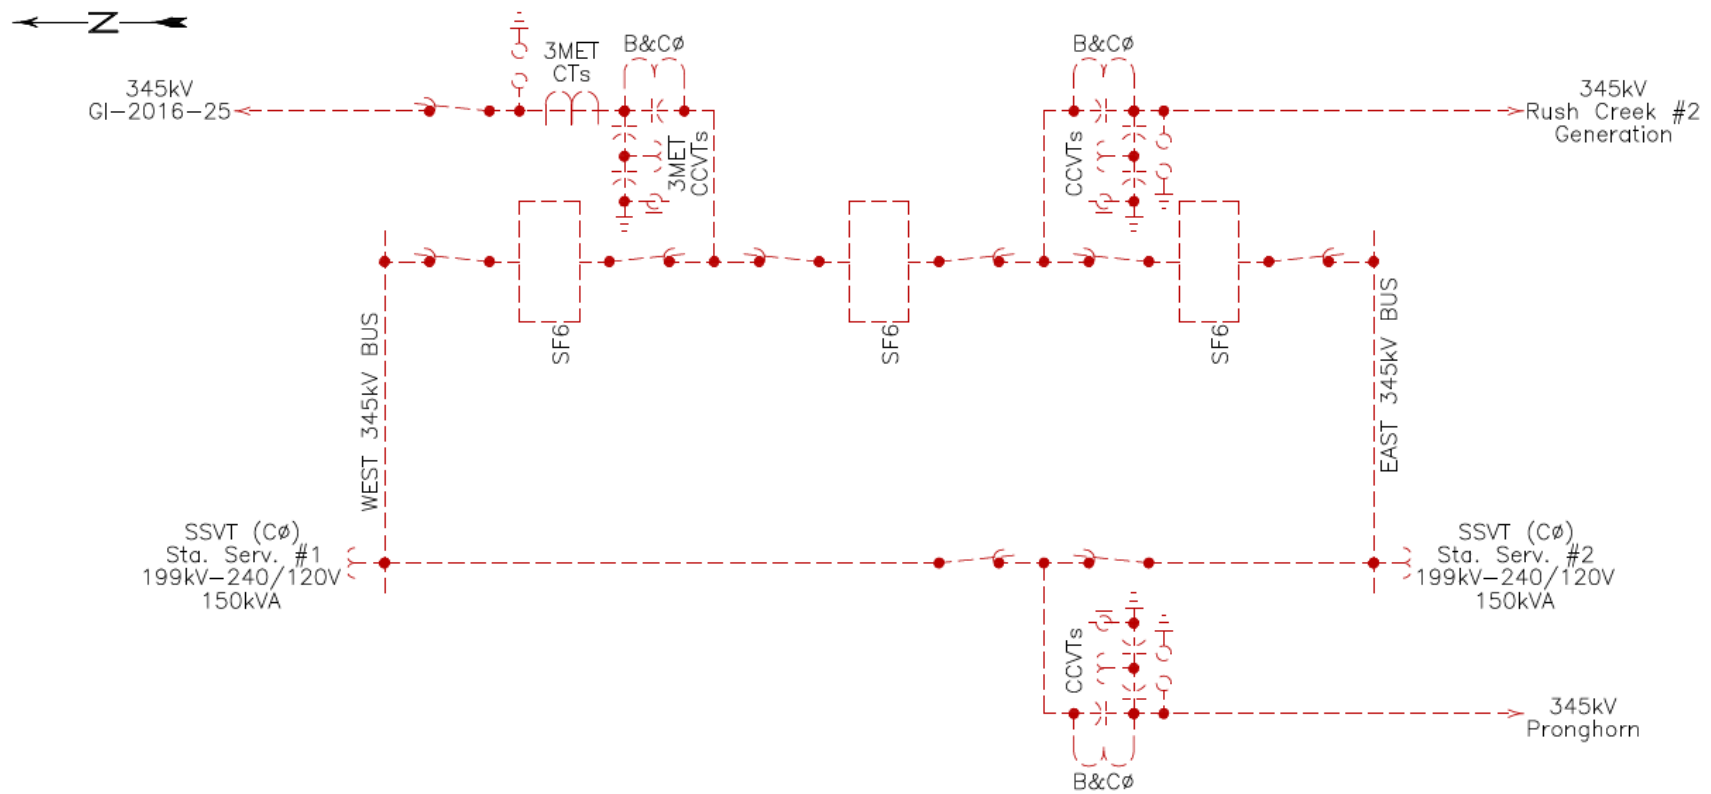 N
345kV
GI-2016-25
3MET
CTs
B&CØ
3MET
CCVTs
B&CØ
CCVTs
345kV
Rush Creek #2
Generation
SF6
SF6
SF6
WEST 345kV BUS
EAST 345kV BUS
SSVT (CØ)
Sta. Serv. #1
199kV-240/120V
150kVA
SSVT (CØ)
Sta. Serv. #2
199kV-240/120V
150kVA
CCVTs
B&CØ
345kV
Pronghorn